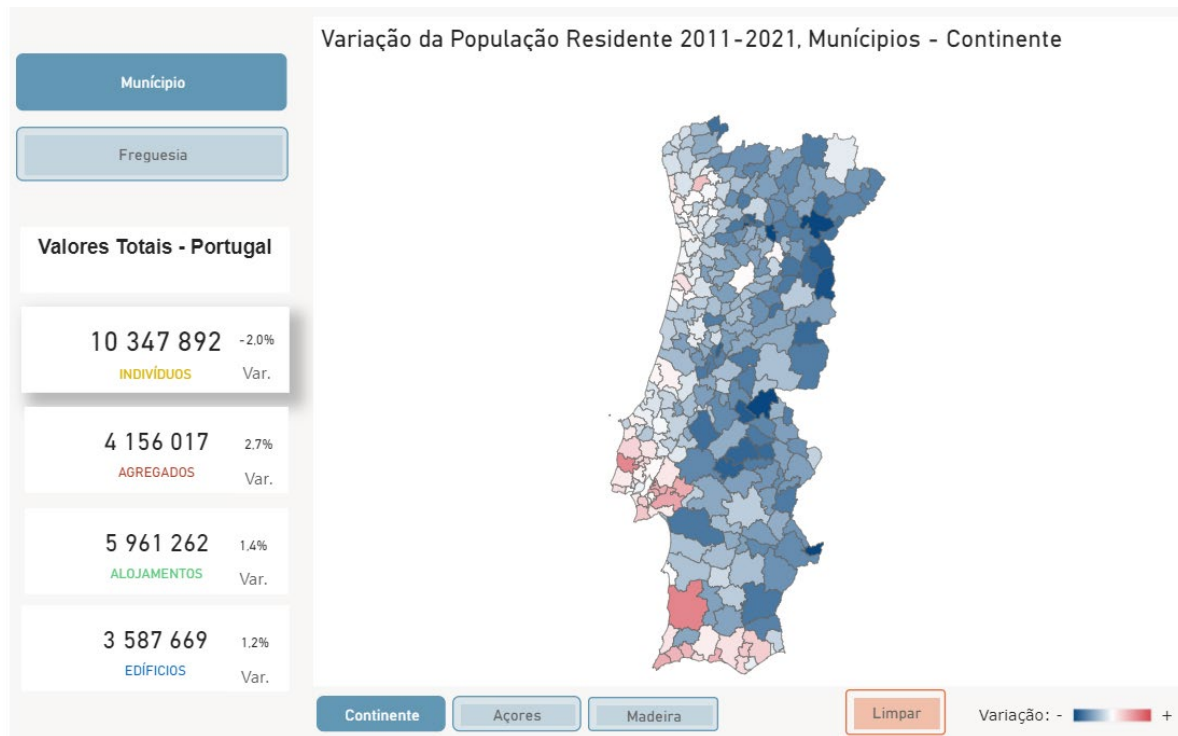 Variação da População Residente 2011-2021, Munícipios - Continente
Munícipio
Freguesia
Valores Totais - Portugal
10 347 892 -2,0%
INDIVÍDUOS Var.
4 156 017 2,7%
AGREGADOS Var.
5 961 262 1,4%
ALOJAMENTOS Var.
3 587 669 1,2%
EDÍFICIOS Var.
Continente Açores Madeira Limpar Variação: - +